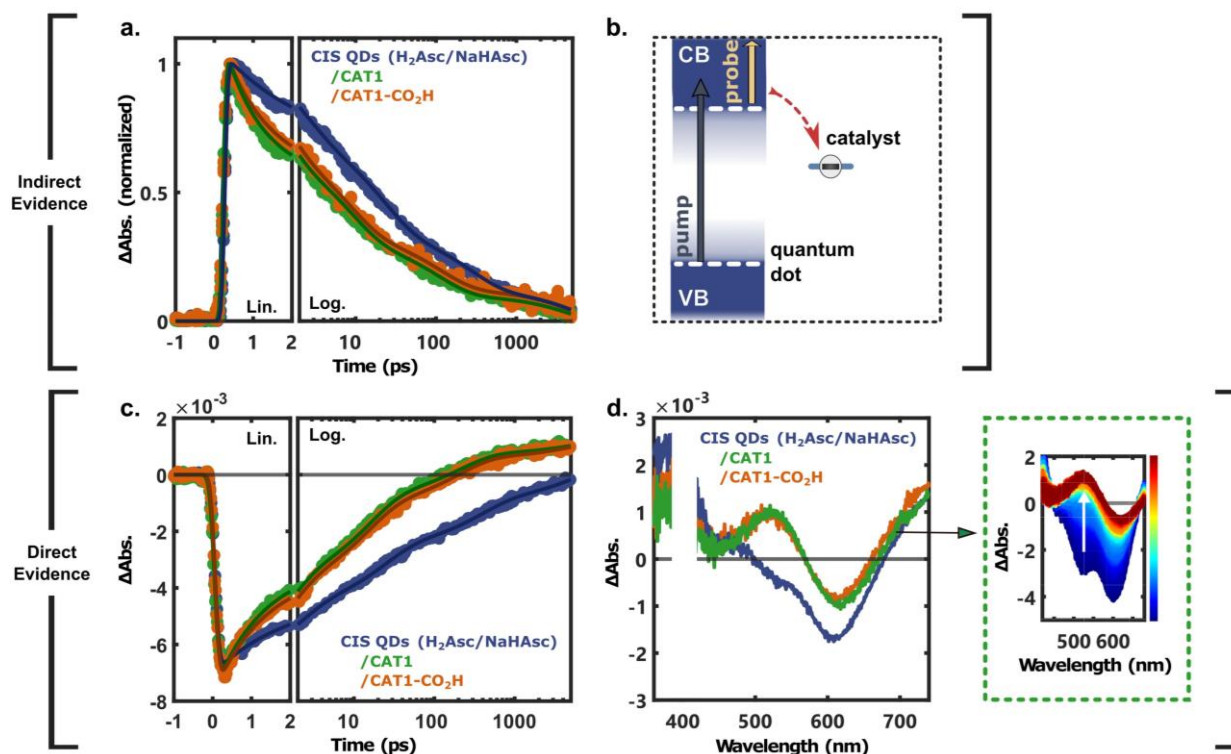 Indirect
Evidence
a.
CIS QDs (H₂Asc/NaHAsc)
/CAT1
/CAT1-CO₂H
1
0.5
0
ΔAbs. (normalized)
Lin.
Log.
-1 0 1 2 10 100 1000
Time (ps)
b.
CB
probe
catalyst
pump
quantum
dot
VB
Direct
Evidence
c.
×10⁻³
Lin.
Log.
2
0
-2
-4
-6
-8
ΔAbs.
CIS QDs (H₂Asc/NaHAsc)
/CAT1
/CAT1-CO₂H
-1 0 1 2 10 100 1000
Time (ps)
d.
×10⁻³
CIS QDs (H₂Asc/NaHAsc)
/CAT1
/CAT1-CO₂H
3
2
1
0
-1
-2
-3
ΔAbs.
400 500 600 700
Wavelength (nm)
2
0
-2
-4
ΔAbs.
500 600
Wavelength (nm)